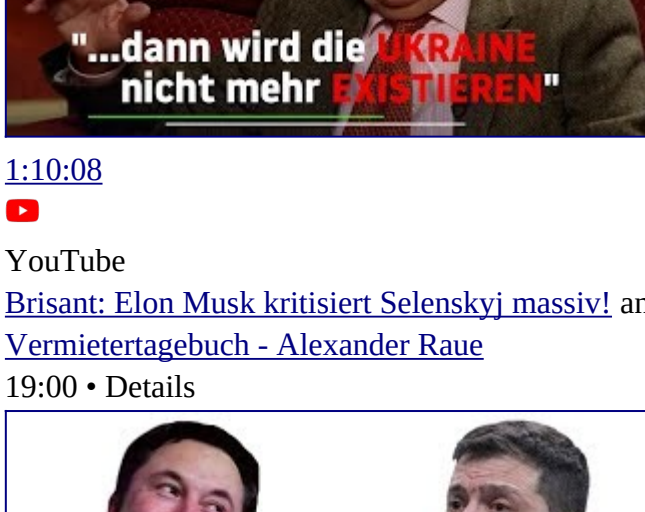 "...dann wird die UKRAINE
nicht mehr EXISTIEREN"
1:10:08
YouTube
Brisant: Elon Musk kritisiert Selenskyj massiv!
Vermietertagebuch - Alexander Raue
19:00 • Details